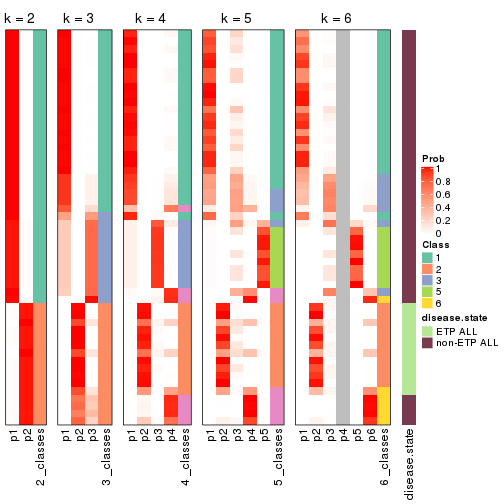 k = 2
k = 3
k = 4
k = 5
k = 6
Prob
1
0.8
0.6
0.4
0.2
0
Class
1
2
3
5
6
disease.state
ETP ALL
non-ETP ALL
p1
p2
2_classes
p1
p2
p3
3_classes
p1
p2
p3
p4
4_classes
p1
p2
p3
p4
p5
5_classes
p1
p2
p3
p4
p5
p6
6_classes
disease.state